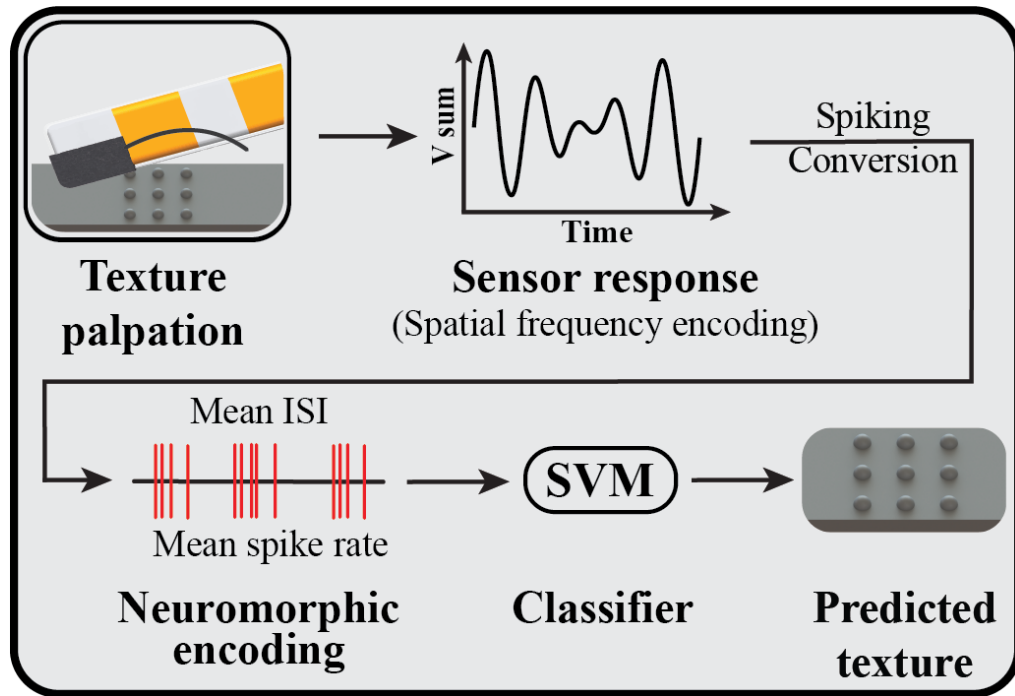 Texture
palpation
V sum
Time
Sensor response
(Spatial frequency encoding)
Spiking
Conversion
Mean ISI
Mean spike rate
Neuromorphic
encoding
SVM
Classifier
Predicted
texture